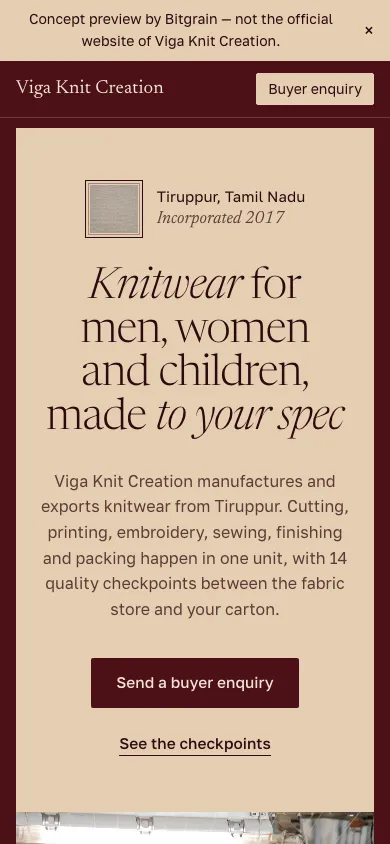 Concept preview by Bitgrain — not the official
website of Viga Knit Creation.
×
Viga Knit Creation
Buyer enquiry
Tiruppur, Tamil Nadu
Incorporated 2017
Knitwear for
men, women
and children,
made to your spec
Viga Knit Creation manufactures and
exports knitwear from Tiruppur. Cutting,
printing, embroidery, sewing, finishing
and packing happen in one unit, with 14
quality checkpoints between the fabric
store and your carton.
Send a buyer enquiry
See the checkpoints